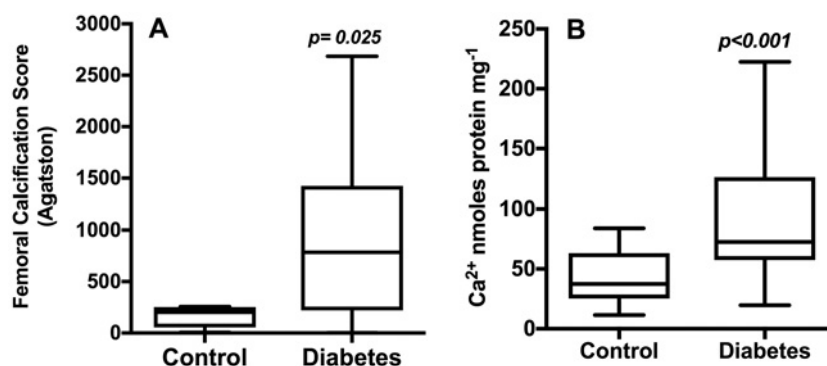 A
p= 0.025
Femoral Calcification Score
(Agatston)
3000
2500
2000
1500
1000
500
0
Control
Diabetes
B
p<0.001
Ca²⁺ nmoles protein mg⁻¹
250
200
150
100
50
0
Control
Diabetes